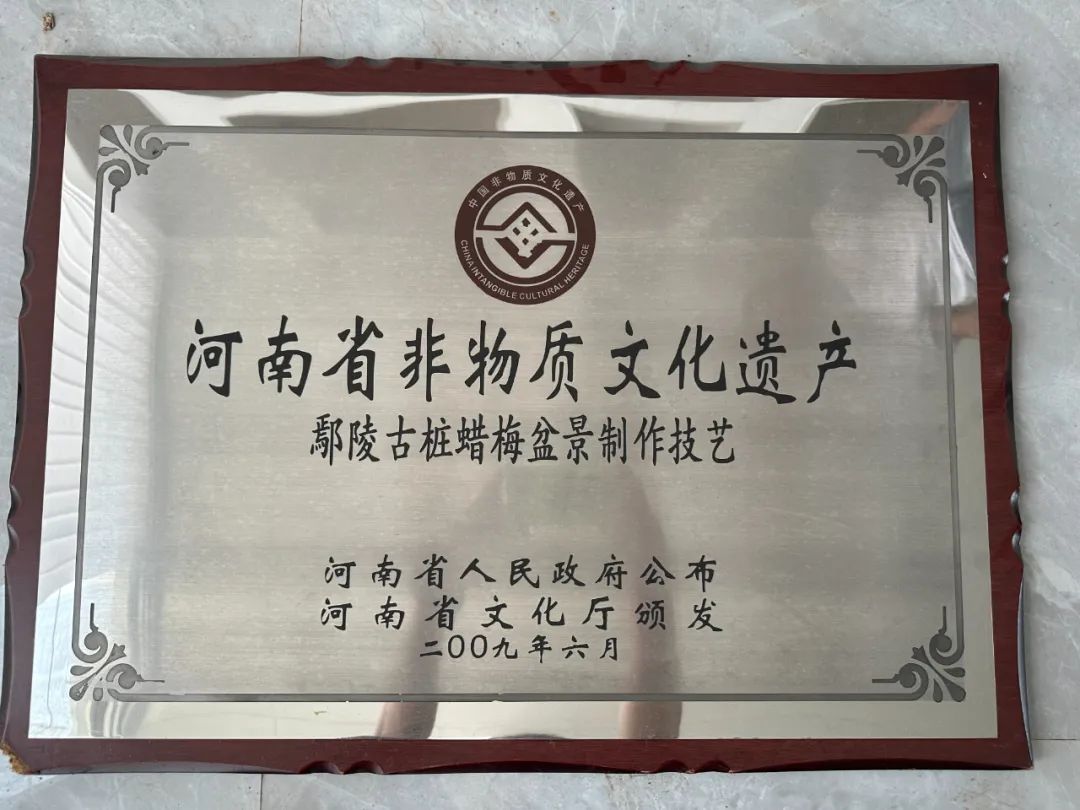 中国非物质文化遗产
CHINA INTANGIBLE CULTURAL HERITAGE
河南省非物质文化遗产
鄢陵古桩蜡梅盆景制作技艺
河南省人民政府公布
河南省文化厅颁发
二00九年六月